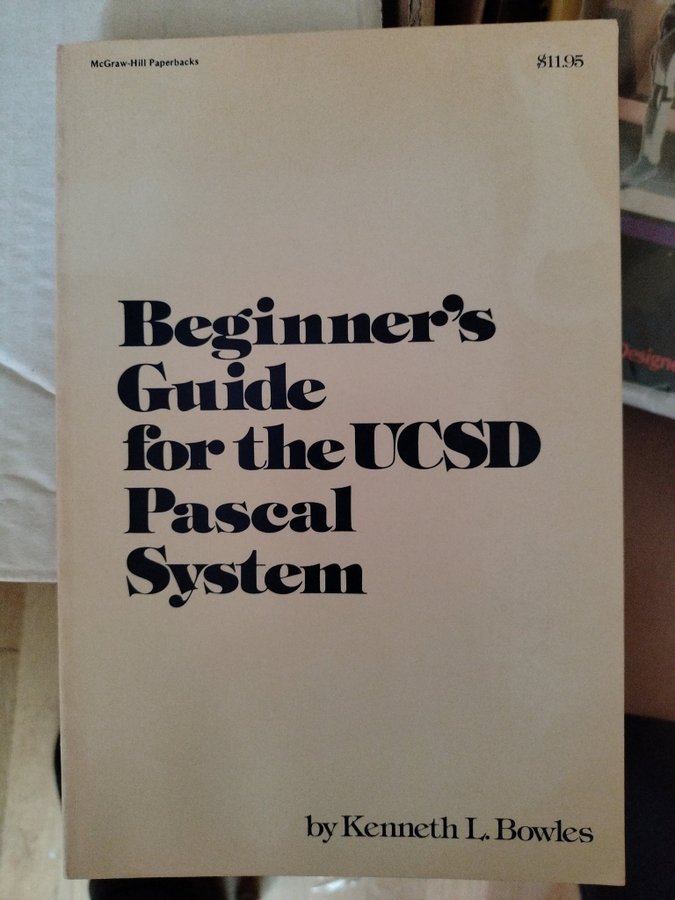 McGraw-Hill Paperbacks
$11.95
Beginner's
Guide
for the UCSD
Pascal
System
by Kenneth L. Bowles